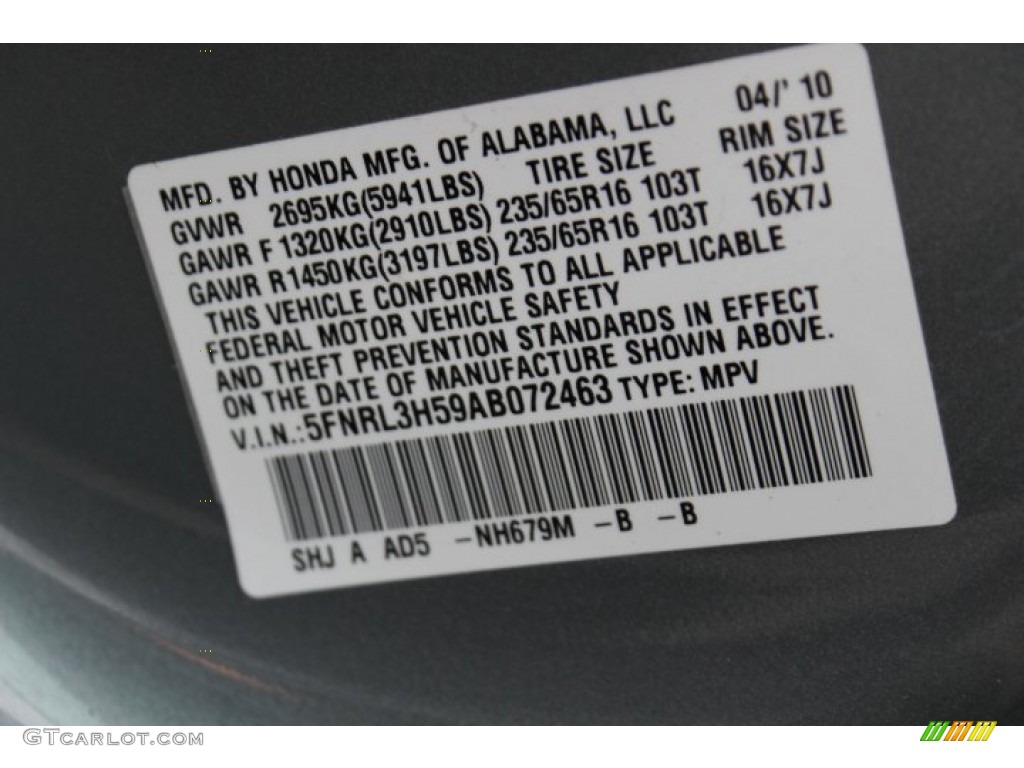 MFD. BY HONDA MFG. OF ALABAMA, LLC 04/' 10
GVWR 2695KG(5941LBS) TIRE SIZE RIM SIZE
GAWR F 1320KG(2910LBS) 235/65R16 103T 16X7J
GAWR R1450KG(3197LBS) 235/65R16 103T 16X7J
THIS VEHICLE CONFORMS TO ALL APPLICABLE
FEDERAL MOTOR VEHICLE SAFETY
AND THEFT PREVENTION STANDARDS IN EFFECT
ON THE DATE OF MANUFACTURE SHOWN ABOVE.
V.I.N.:5FNRL3H59AB072463 TYPE: MPV
SHJ A AD5 -NH679M -B -B
GTCARLOT.COM